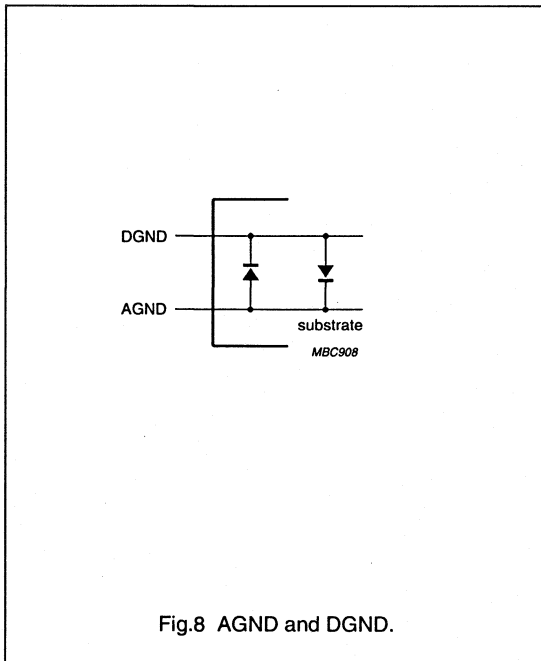 DGND
AGND
substrate
MBC908
Fig.8 AGND and DGND.